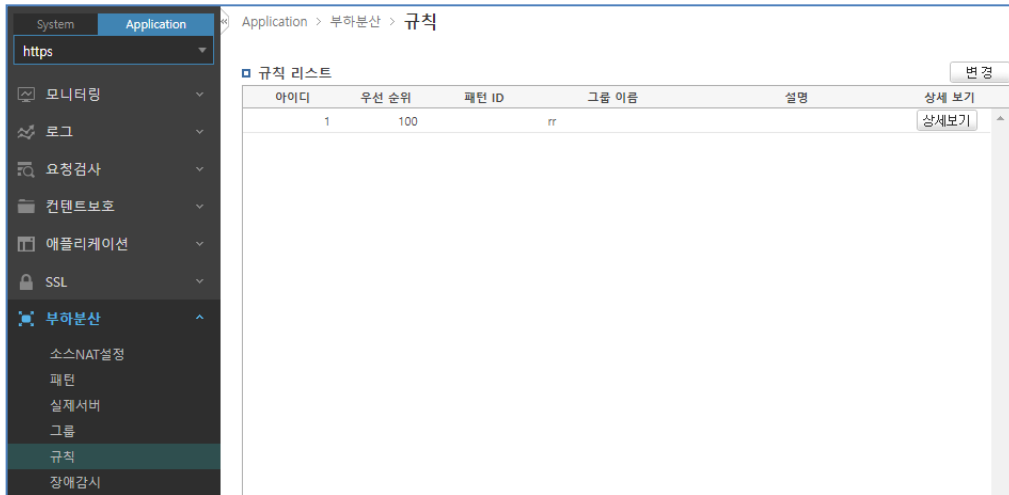 System Application
https
모니터링
로그
요청검사
컨텐트보호
애플리케이션
SSL
부하분산
소스NAT설정
패턴
실제서버
그룹
규칙
장애감시
Application > 부하분산 > 규칙
규칙 리스트
변경
아이디 우선 순위 패턴 ID 그룹 이름 설명 상세 보기
1 100 rr 상세보기